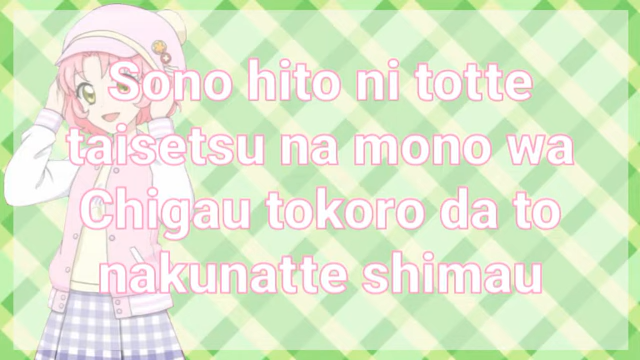 Sono hito ni totte
taisetsu na mono wa
Chigau tokoro da to
nakunatte shimau